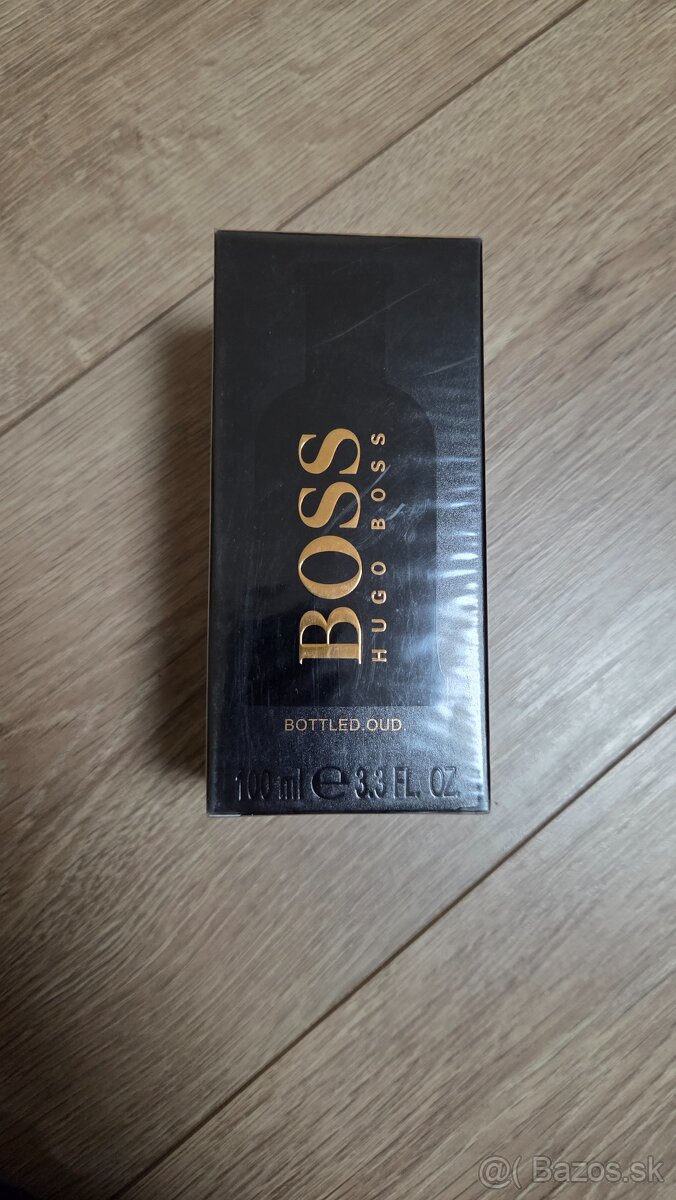 BOSS
HUGO BOSS
BOTTLED.OUD.
100 ml e 3.3 FL. OZ.
@( Bazos.sk